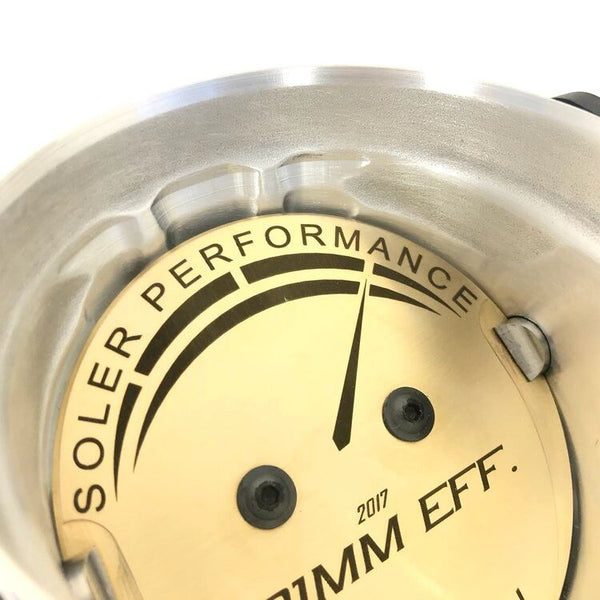 SOLER PERFORMANCE
2017
MM EFF.